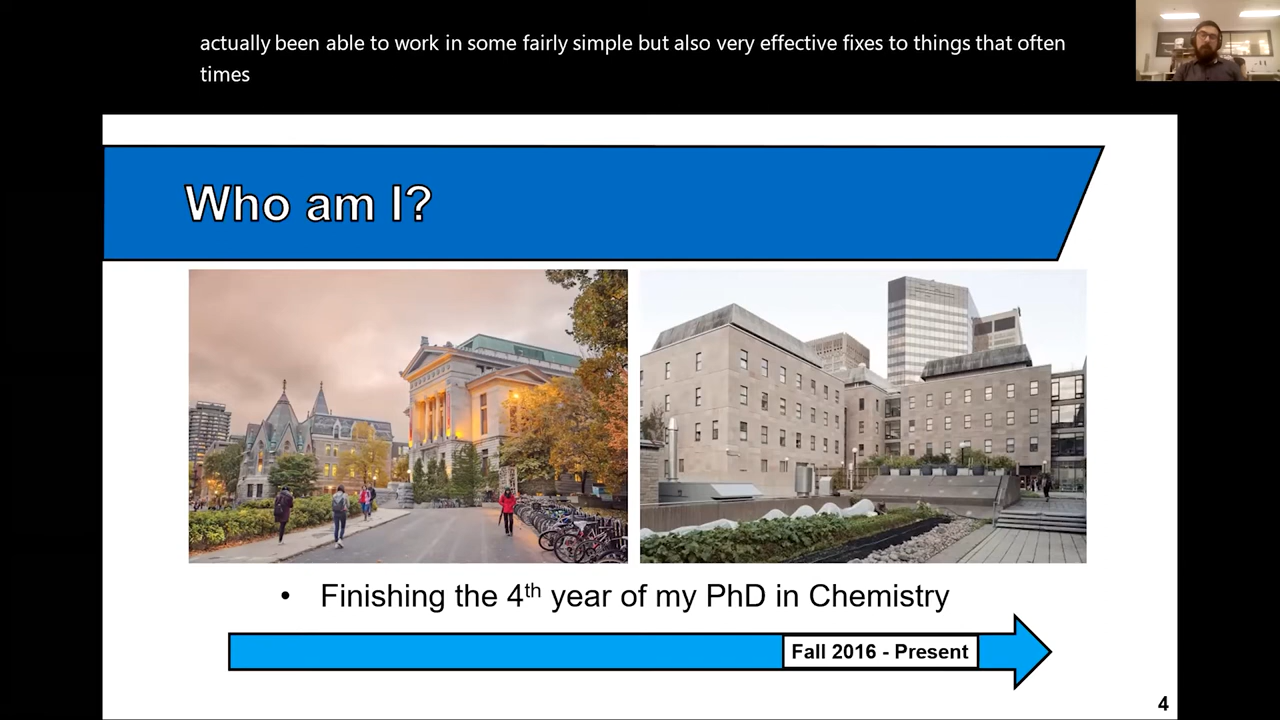 actually been able to work in some fairly simple but also very effective fixes to things that often
times
Who am I?
• Finishing the 4th year of my PhD in Chemistry
Fall 2016 - Present
4